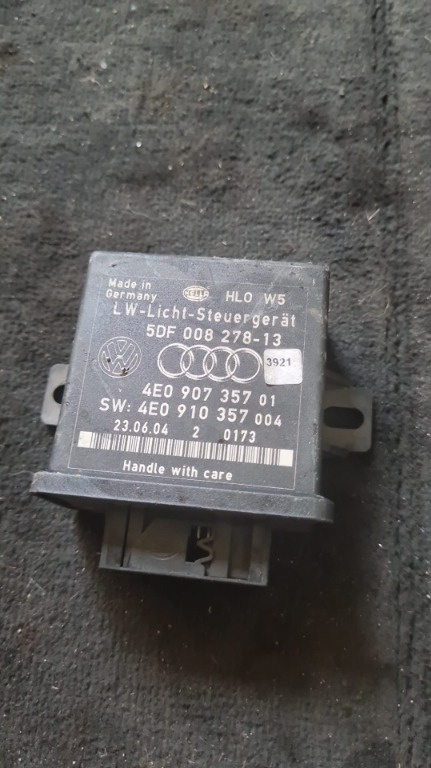 Made in
Germany
HELLA
HLO W5
LW-Licht-Steuergerät
5DF 008 278-13
3921
4E0 907 357 01
SW: 4E0 910 357 004
23.06.04 2 0173
Handle with care